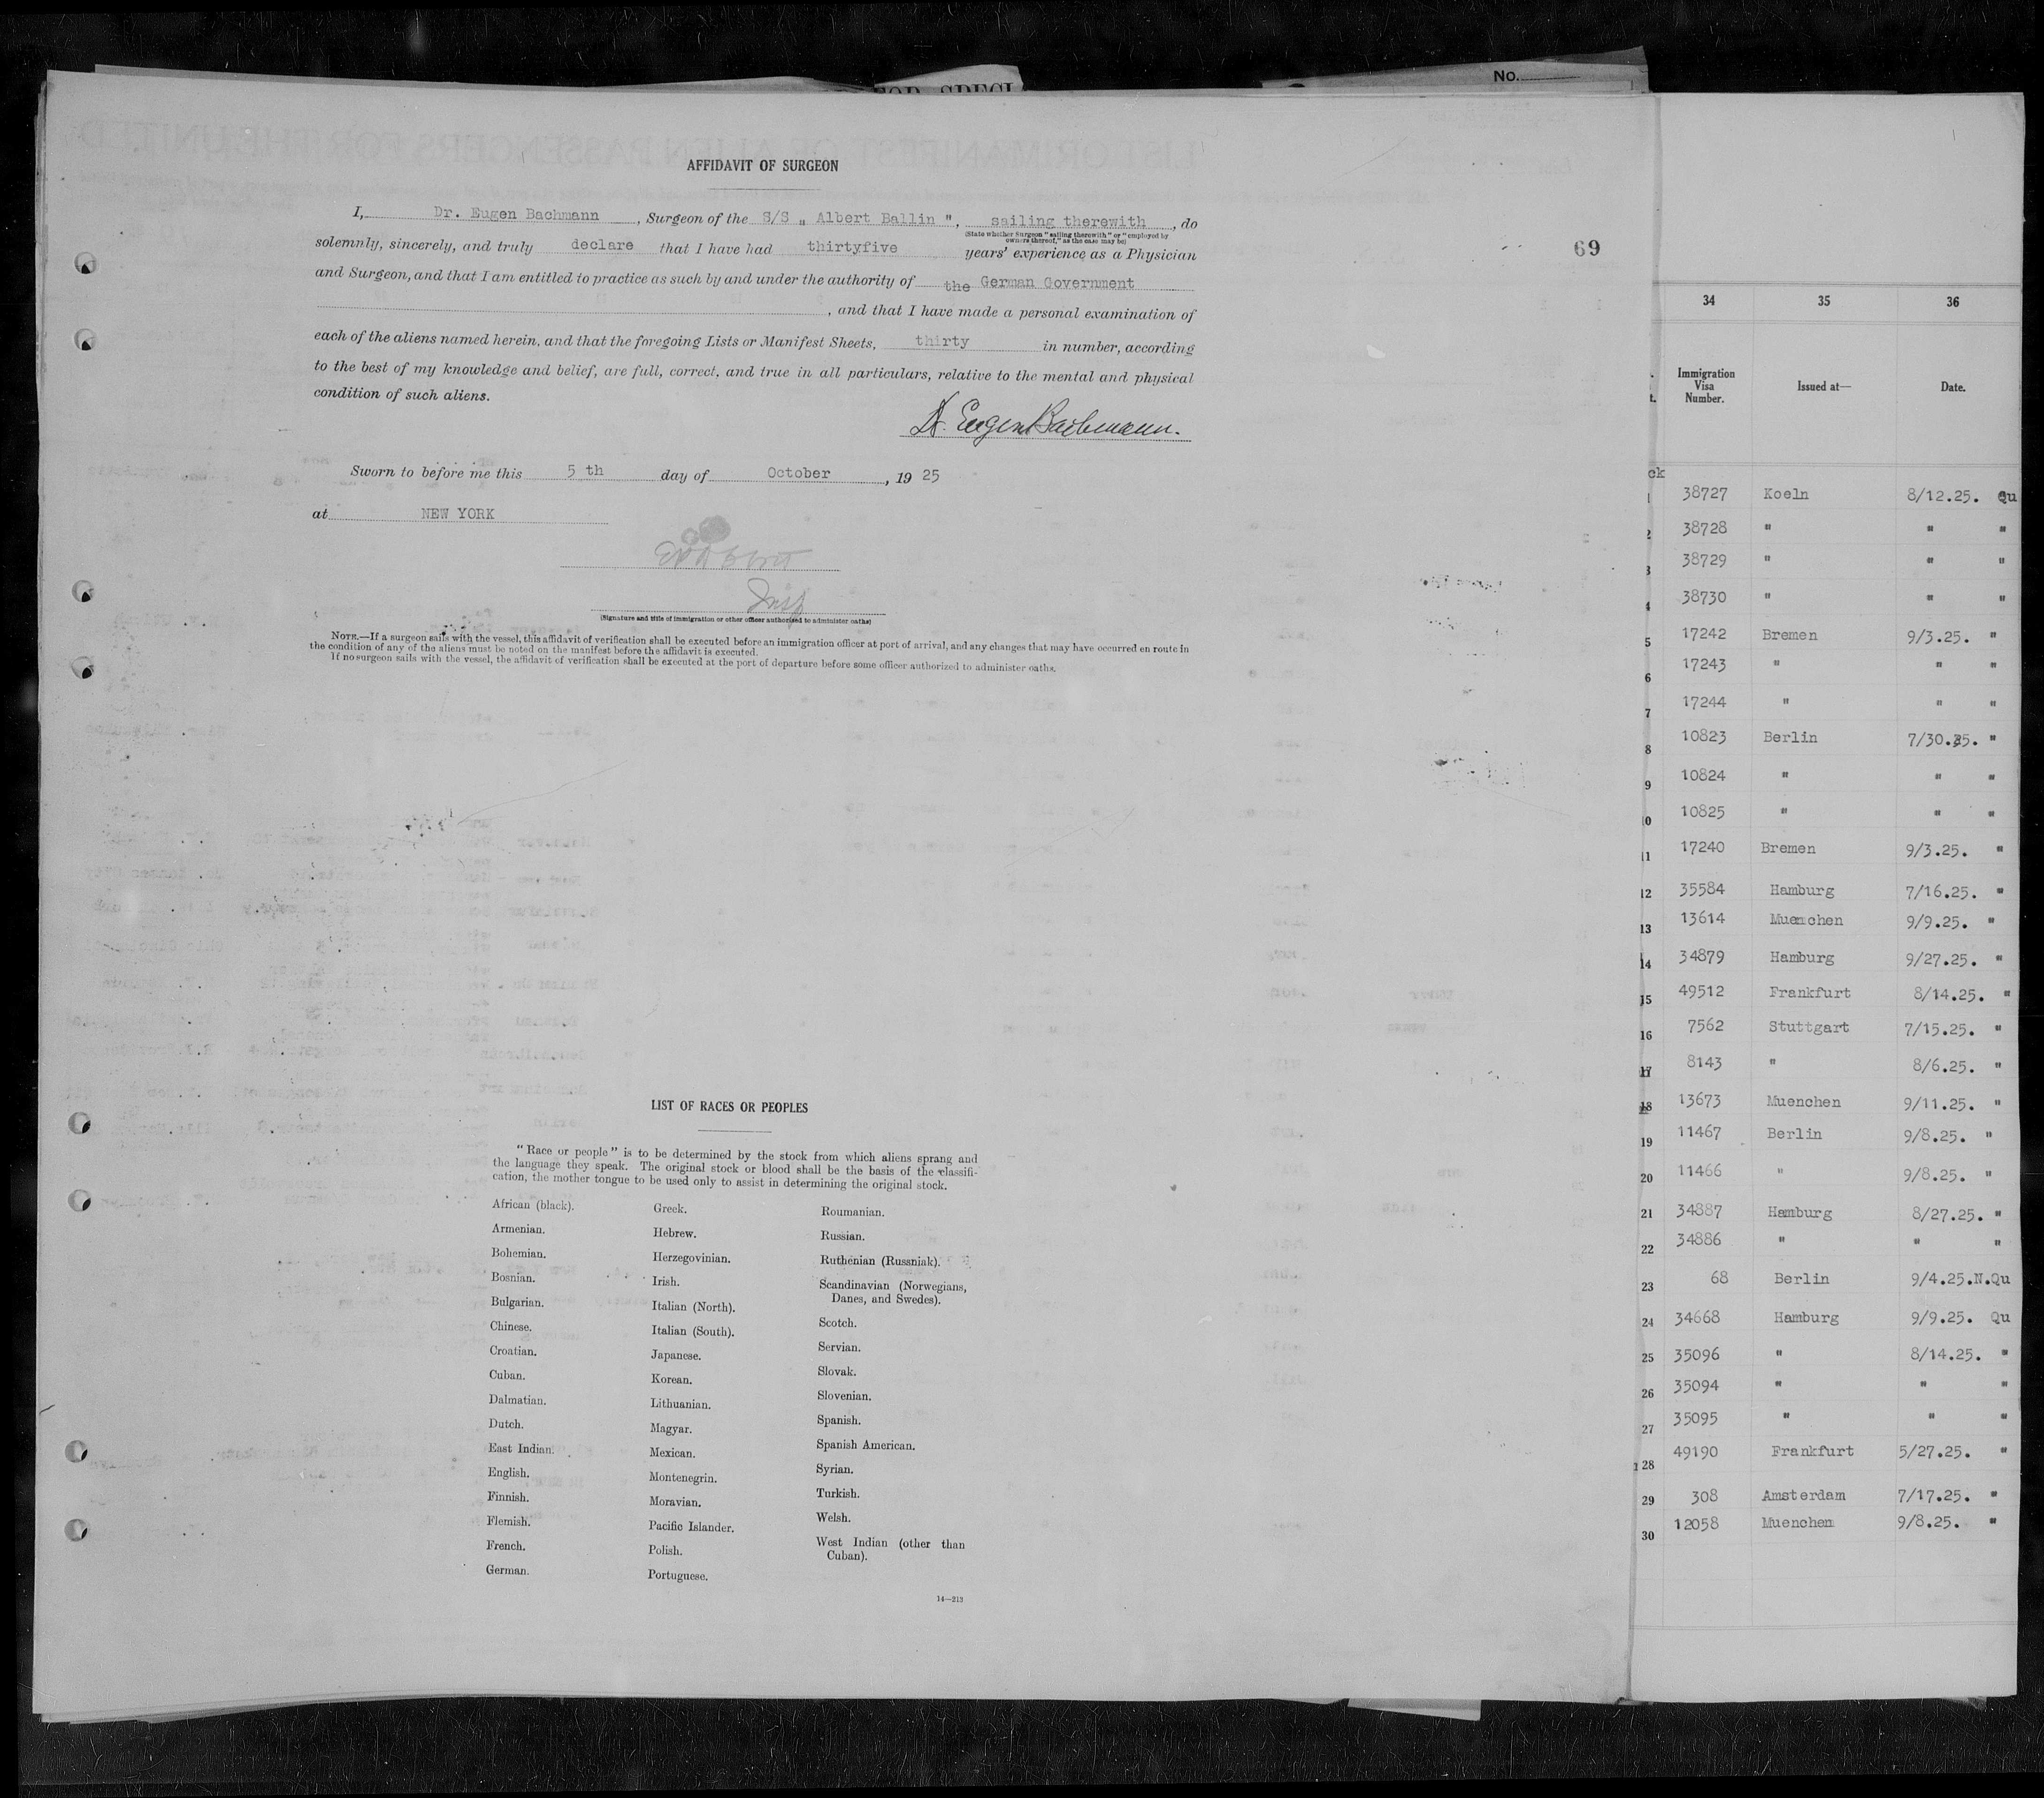 No.
AFFIDAVIT OF SURGEON
I, Dr. Eugen Bachmann, Surgeon of the S/S „ Albert Ballin ", sailing therewith, do
(State whether Surgeon "sailing therewith" or "employed by
owners thereof," as the case may be)
solemnly, sincerely, and truly declare that I have had thirtyfive years' experience as a Physician
and Surgeon, and that I am entitled to practice as such by and under the authority of the German Government
, and that I have made a personal examination of
each of the aliens named herein, and that the foregoing Lists or Manifest Sheets, thirty in number, according
to the best of my knowledge and belief, are full, correct, and true in all particulars, relative to the mental and physical
condition of such aliens.
Dr. Eugen Bachmann.
Sworn to before me this 5 th day of October, 19 25
at NEW YORK
Insp
(Signature and title of immigration or other officer authorized to administer oaths)
NOTE.—If a surgeon sails with the vessel, this affidavit of verification shall be executed before an immigration officer at port of arrival, and any changes that may have occurred en route in
the condition of any of the aliens must be noted on the manifest before the affidavit is executed.
If no surgeon sails with the vessel, the affidavit of verification shall be executed at the port of departure before some officer authorized to administer oaths.
69
LIST OF RACES OR PEOPLES
"Race or people" is to be determined by the stock from which aliens sprang and
the language they speak. The original stock or blood shall be the basis of the classifi-
cation, the mother tongue to be used only to assist in determining the original stock.
African (black).
Armenian.
Bohemian.
Bosnian.
Bulgarian.
Chinese.
Croatian.
Cuban.
Dalmatian.
Dutch.
East Indian.
English.
Finnish.
Flemish.
French.
German.
Greek.
Hebrew.
Herzegovinian.
Irish.
Italian (North).
Italian (South).
Japanese.
Korean.
Lithuanian.
Magyar.
Mexican.
Montenegrin.
Moravian.
Pacific Islander.
Polish.
Portuguese.
Roumanian.
Russian.
Ruthenian (Russniak).
Scandinavian (Norwegians,
Danes, and Swedes).
Scotch.
Servian.
Slovak.
Slovenian.
Spanish.
Spanish American.
Syrian.
Turkish.
Welsh.
West Indian (other than
Cuban).
14—213
34 35 36
Immigration
Visa
Number.
Issued at—
Date.
1 38727 Koeln 8/12.25. Qu
2 38728 " " "
3 38729 " " "
4 38730 " " "
5 17242 Bremen 9/3.25. "
6 17243 " " "
7 17244 " " "
8 10823 Berlin 7/30.25. "
9 10824 " " "
0 10825 " " "
11 17240 Bremen 9/3.25. "
12 35584 Hamburg 7/16.25. "
13 13614 Muenchen 9/9.25. "
14 34879 Hamburg 9/27.25. "
15 49512 Frankfurt 8/14.25. "
16 7562 Stuttgart 7/15.25. "
17 8143 " 8/6.25. "
18 13673 Muenchen 9/11.25. "
19 11467 Berlin 9/8.25. "
20 11466 " 9/8.25. "
21 34887 Hamburg 8/27.25. "
22 34886 " " "
23 68 Berlin 9/4.25.N.Qu
24 34668 Hamburg 9/9.25. Qu
25 35096 " 8/14.25. "
26 35094 " " "
27 35095 " " "
28 49190 Frankfurt 5/27.25. "
29 308 Amsterdam 7/17.25. "
30 12058 Muenchen 9/8.25. "